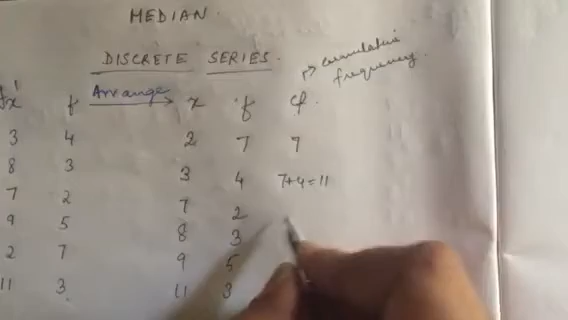 MEDIAN.
DISCRETE SERIES.
↱> cumulative frequency.
x f Arrange x f cf.
3 4 2 7 7
8 3 3 4 7+4=11
7 2 7 2
9 5 8 3
2 7 9 5
11 3 11 3